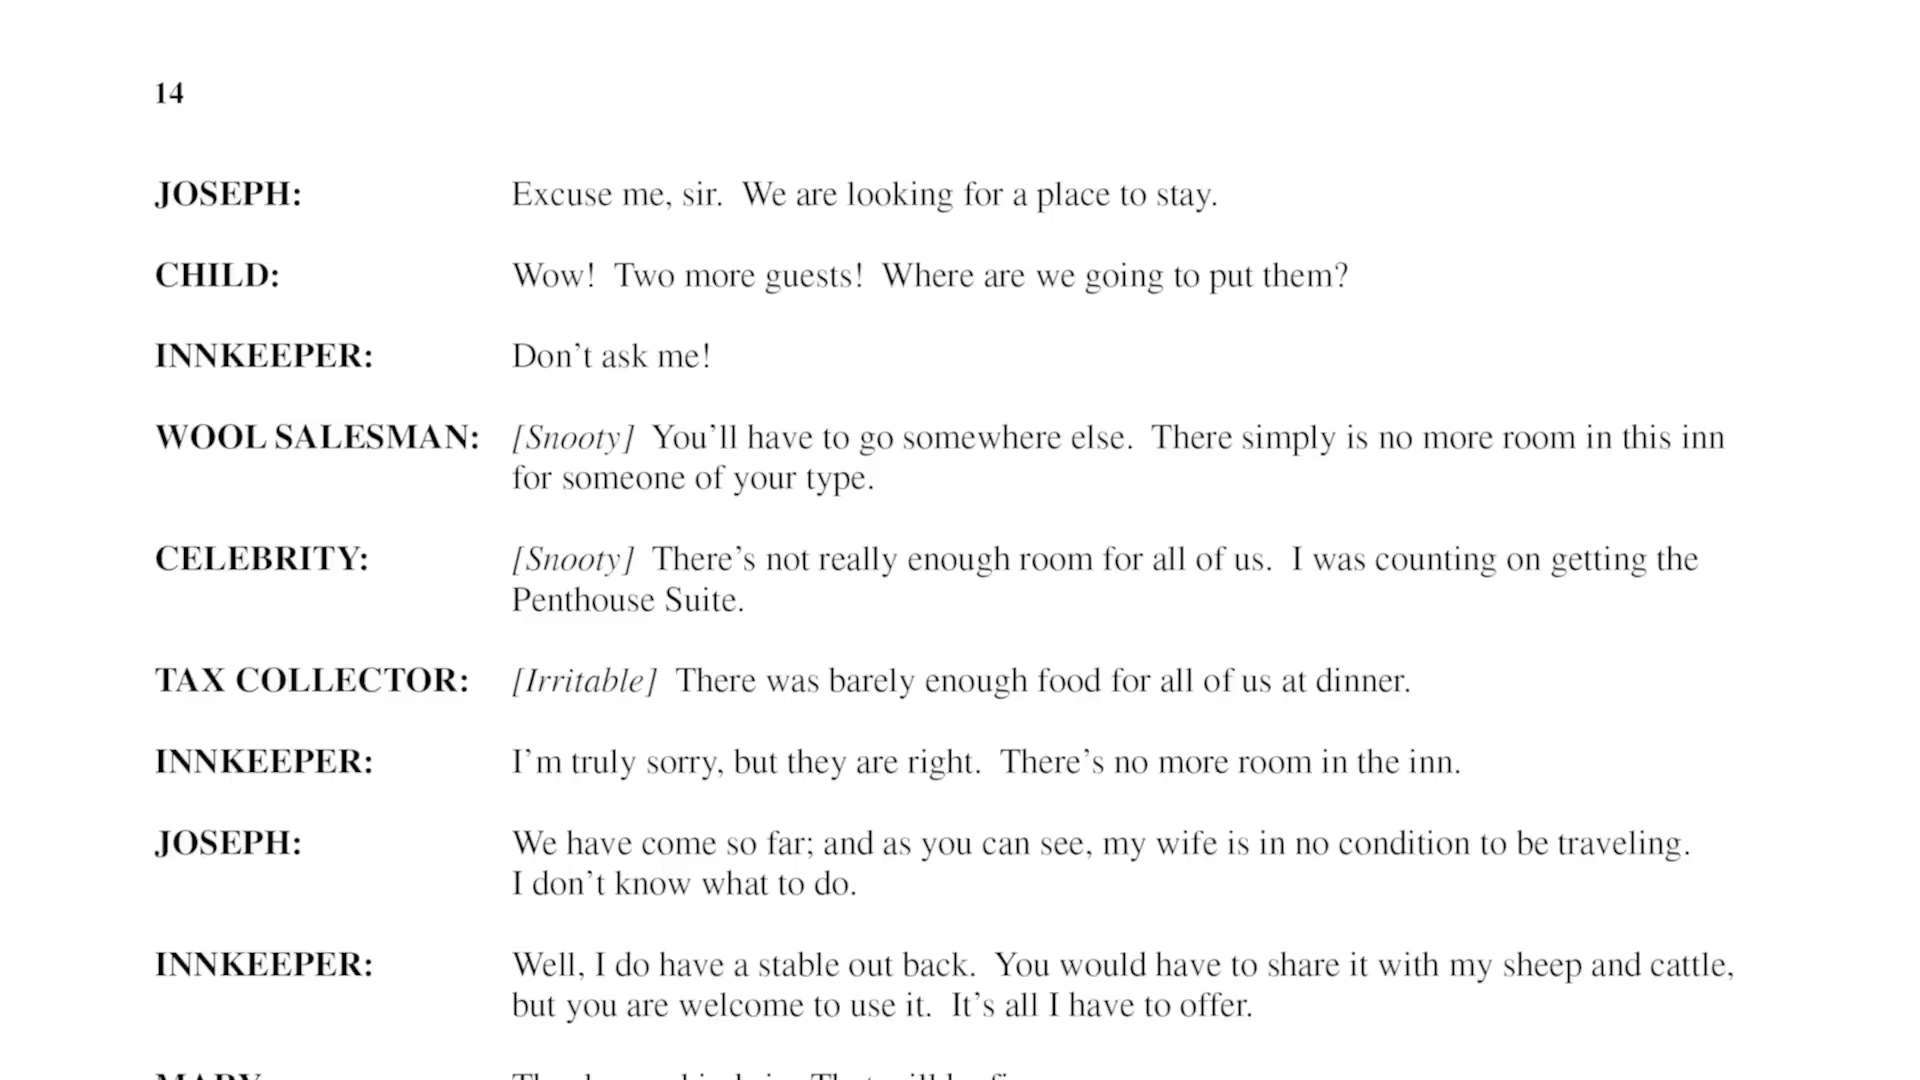 14
JOSEPH: Excuse me, sir. We are looking for a place to stay.
CHILD: Wow! Two more guests! Where are we going to put them?
INNKEEPER: Don’t ask me!
WOOL SALESMAN: [Snooty] You’ll have to go somewhere else. There simply is no more room in this inn
for someone of your type.
CELEBRITY: [Snooty] There’s not really enough room for all of us. I was counting on getting the
Penthouse Suite.
TAX COLLECTOR: [Irritable] There was barely enough food for all of us at dinner.
INNKEEPER: I’m truly sorry, but they are right. There’s no more room in the inn.
JOSEPH: We have come so far; and as you can see, my wife is in no condition to be traveling.
I don’t know what to do.
INNKEEPER: Well, I do have a stable out back. You would have to share it with my sheep and cattle,
but you are welcome to use it. It’s all I have to offer.